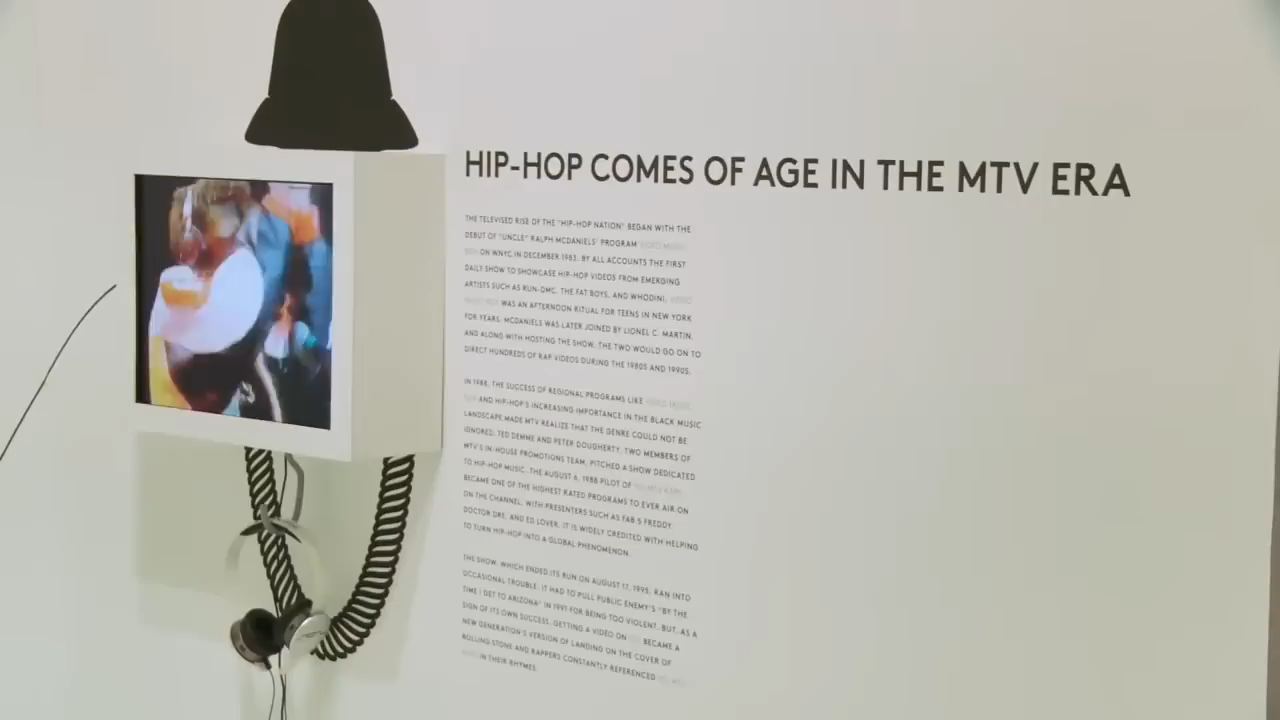 HIP-HOP COMES OF AGE IN THE MTV ERA
THE TELEVISED RISE OF THE "HIP-HOP NATION" BEGAN WITH THE
DEBUT OF "UNCLE" RALPH MCDANIELS' PROGRAM VIDEO MUSIC
BOX ON WNYC IN DECEMBER 1983. BY ALL ACCOUNTS THE FIRST
DAILY SHOW TO SHOWCASE HIP-HOP VIDEOS FROM EMERGING
ARTISTS SUCH AS RUN-DMC, THE FAT BOYS, AND WHODINI, VIDEO
MUSIC BOX WAS AN AFTERNOON RITUAL FOR TEENS IN NEW YORK
FOR YEARS. MCDANIELS WAS LATER JOINED BY LIONEL C. MARTIN,
AND ALONG WITH HOSTING THE SHOW, THE TWO WOULD GO ON TO
DIRECT HUNDREDS OF RAP VIDEOS DURING THE 1980S AND 1990S.
IN 1988, THE SUCCESS OF REGIONAL PROGRAMS LIKE VIDEO MUSIC
BOX AND HIP-HOP'S INCREASING IMPORTANCE IN THE BLACK MUSIC
LANDSCAPE MADE MTV REALIZE THAT THE GENRE COULD NOT BE
IGNORED. TED DEMME AND PETER DOUGHERTY, TWO MEMBERS OF
MTV'S IN-HOUSE PROMOTIONS TEAM, PITCHED A SHOW DEDICATED
TO HIP-HOP MUSIC. THE AUGUST 6, 1988 PILOT OF YO! MTV RAPS
BECAME ONE OF THE HIGHEST RATED PROGRAMS TO EVER AIR ON
ON THE CHANNEL. WITH PRESENTERS SUCH AS FAB 5 FREDDY,
DOCTOR DRE, AND ED LOVER, IT IS WIDELY CREDITED WITH HELPING
TO TURN HIP-HOP INTO A GLOBAL PHENOMENON.
THE SHOW, WHICH ENDED ITS RUN ON AUGUST 17, 1995, RAN INTO
OCCASIONAL TROUBLE: IT HAD TO PULL PUBLIC ENEMY'S "BY THE
TIME I GET TO ARIZONA" IN 1991 FOR BEING TOO VIOLENT. BUT, AS A
SIGN OF ITS OWN SUCCESS, GETTING A VIDEO ON BECAME A
NEW GENERATION'S VERSION OF LANDING ON THE COVER OF
ROLLING STONE AND RAPPERS CONSTANTLY REFERENCED
IN THEIR RHYMES.